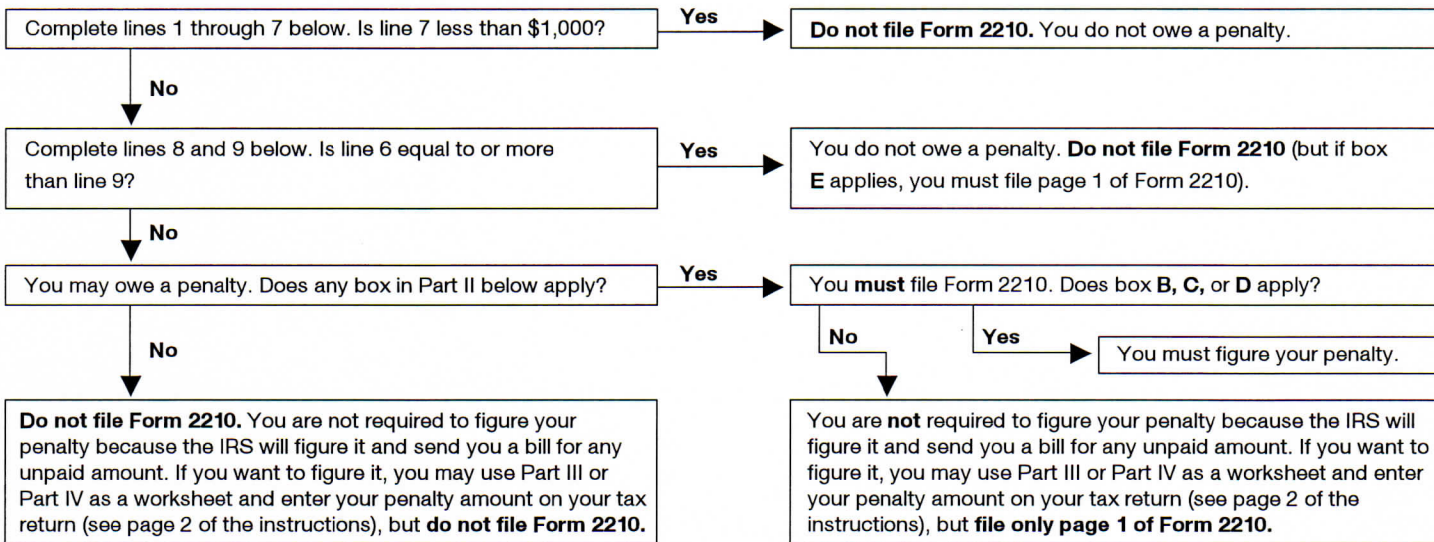 Complete lines 1 through 7 below. Is line 7 less than $1,000?
Yes
Do not file Form 2210. You do not owe a penalty.
No
Complete lines 8 and 9 below. Is line 6 equal to or more
than line 9?
Yes
You do not owe a penalty. Do not file Form 2210 (but if box
E applies, you must file page 1 of Form 2210).
No
You may owe a penalty. Does any box in Part II below apply?
Yes
You must file Form 2210. Does box B, C, or D apply?
No
No
Yes
You must figure your penalty.
Do not file Form 2210. You are not required to figure your
penalty because the IRS will figure it and send you a bill for any
unpaid amount. If you want to figure it, you may use Part III or
Part IV as a worksheet and enter your penalty amount on your tax
return (see page 2 of the instructions), but do not file Form 2210.
You are not required to figure your penalty because the IRS will
figure it and send you a bill for any unpaid amount. If you want to
figure it, you may use Part III or Part IV as a worksheet and enter
your penalty amount on your tax return (see page 2 of the
instructions), but file only page 1 of Form 2210.